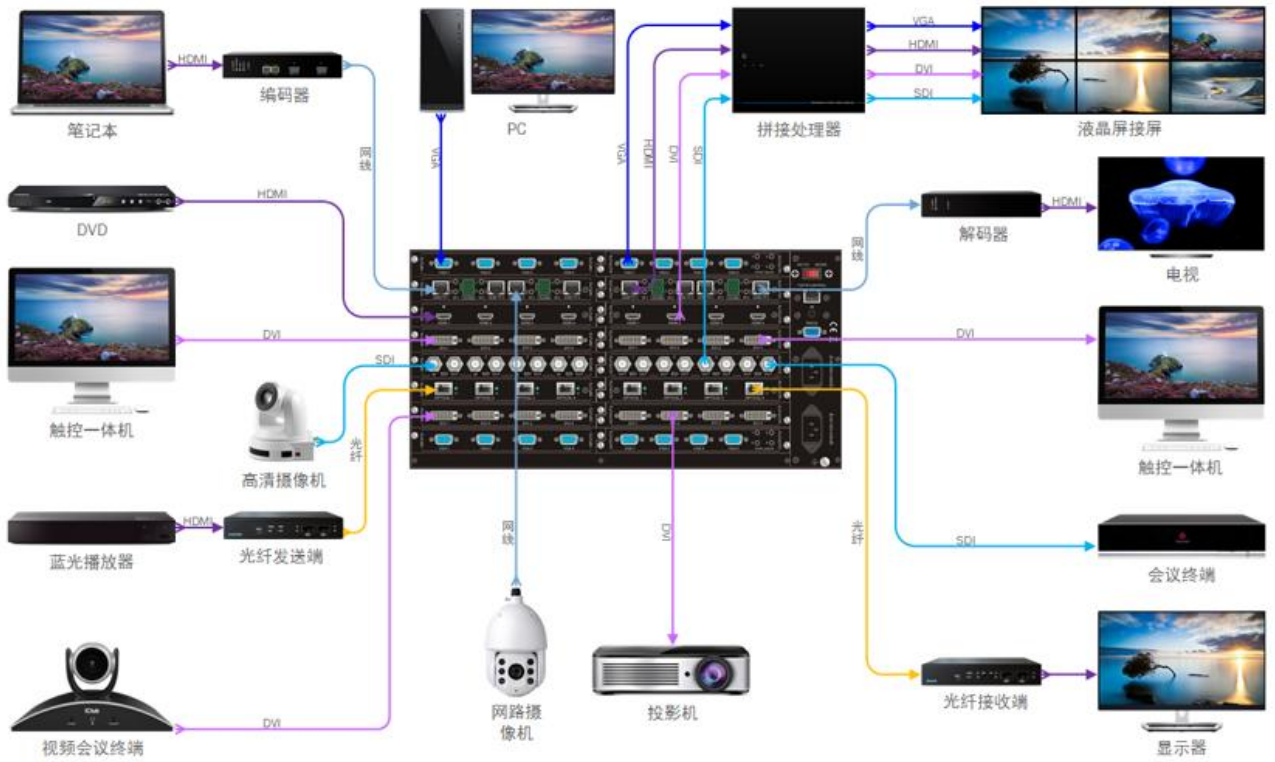 VGA
HDMI
DVI
SDI
HDMI
编码器
笔记本
PC
拼接处理器
液晶屏接屏
网线
VGA
VGA
HDMI
DVI
SDI
HDMI
DVD
HDMI
解码器
网线
电视
DVI
DVI
SDI
触控一体机
高清摄像机
光纤
触控一体机
HDMI
蓝光播放器
光纤发送端
网线
DVI
光纤
SDI
会议终端
DVI
视频会议终端
网路摄
像机
投影机
光纤接收端
显示器